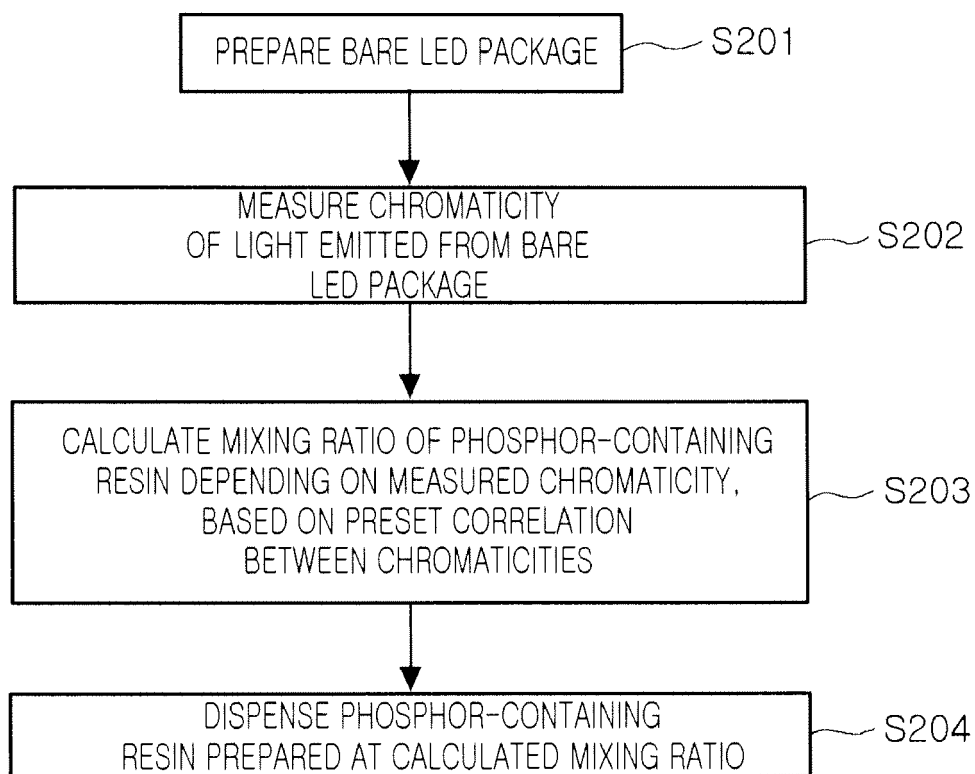 PREPARE BARE LED PACKAGE
S201
MEASURE CHROMATICITY
OF LIGHT EMITTED FROM BARE
LED PACKAGE
S202
CALCULATE MIXING RATIO OF PHOSPHOR-CONTAINING
RESIN DEPENDING ON MEASURED CHROMATICITY,
BASED ON PRESET CORRELATION
BETWEEN CHROMATICITIES
S203
DISPENSE PHOSPHOR-CONTAINING
RESIN PREPARED AT CALCULATED MIXING RATIO
S204